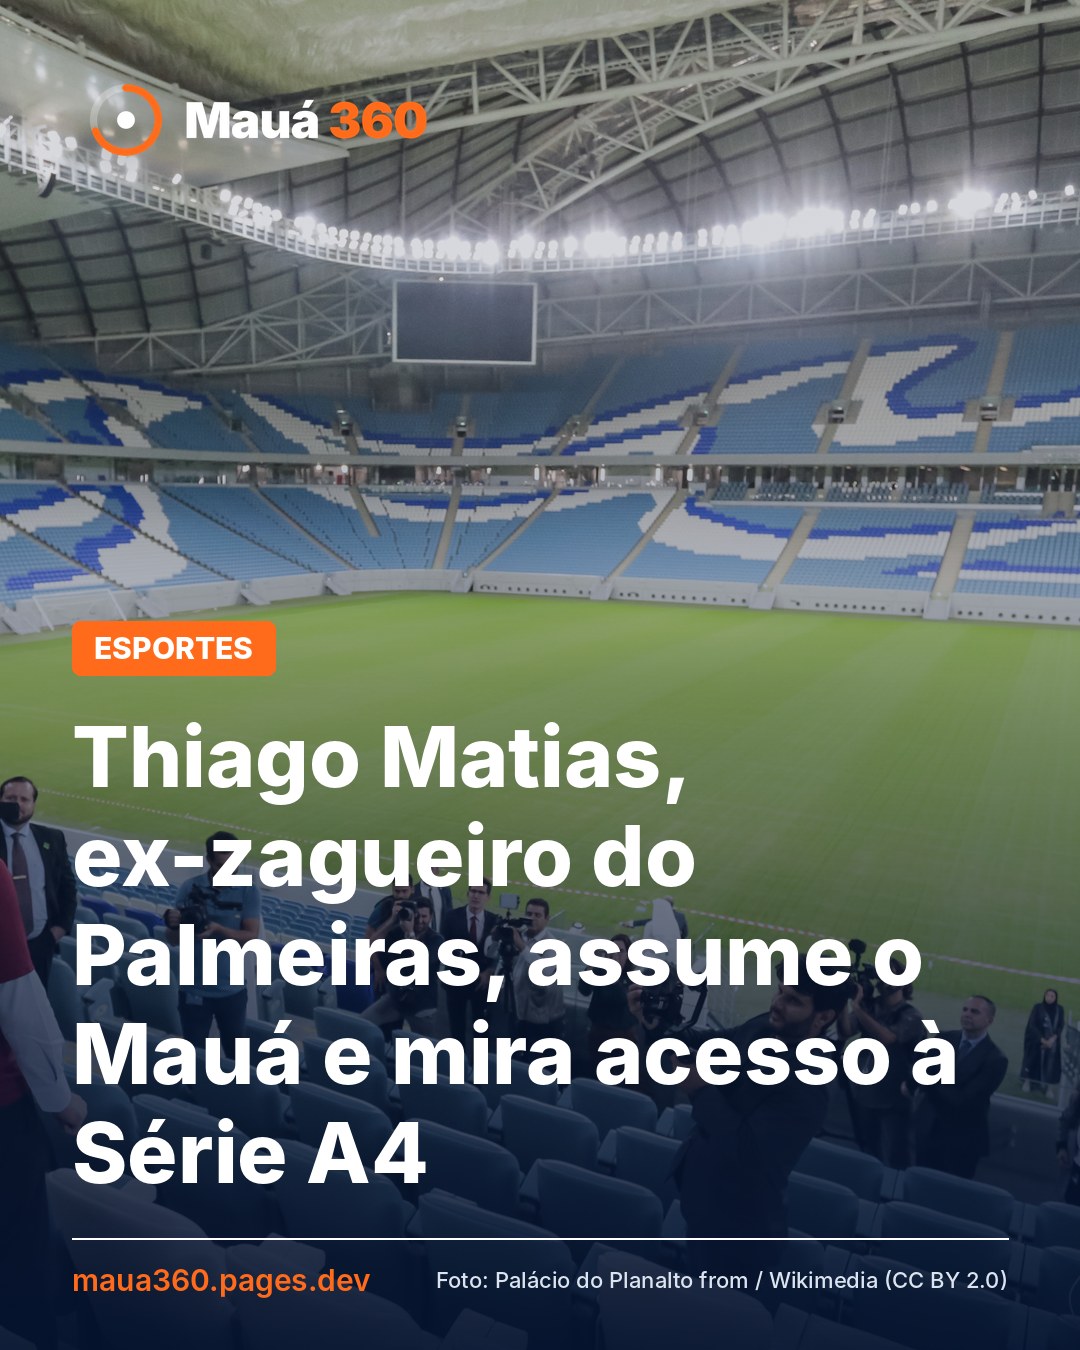 Mauá 360
ESPORTES
Thiago Matias,
ex-zagueiro do
Palmeiras, assume o
Mauá e mira acesso à
Série A4
maua360.pages.dev
Foto: Palácio do Planalto from / Wikimedia (CC BY 2.0)